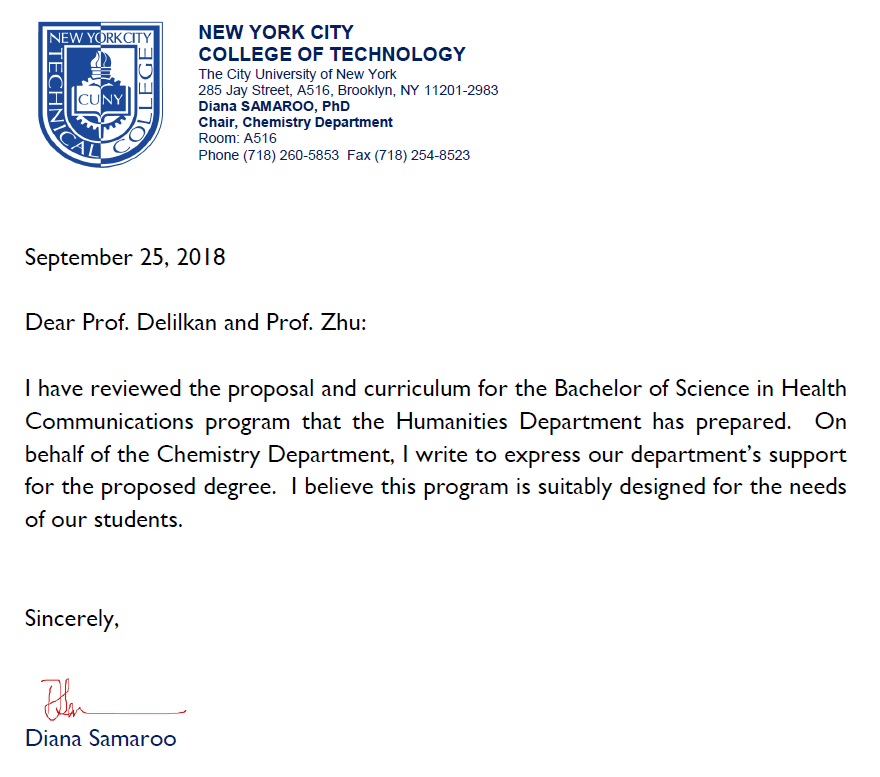 NEW YORK CITY
TECHNICAL
COLLEGE
CUNY
NEW YORK CITY
COLLEGE OF TECHNOLOGY
The City University of New York
285 Jay Street, A516, Brooklyn, NY 11201-2983
Diana SAMAROO, PhD
Chair, Chemistry Department
Room: A516
Phone (718) 260-5853  Fax (718) 254-8523
September 25, 2018
Dear Prof. Delilkan and Prof. Zhu:
I have reviewed the proposal and curriculum for the Bachelor of Science in Health
Communications program that the Humanities Department has prepared.  On
behalf of the Chemistry Department, I write to express our department’s support
for the proposed degree.  I believe this program is suitably designed for the needs
of our students.
Sincerely,
Diana Samaroo